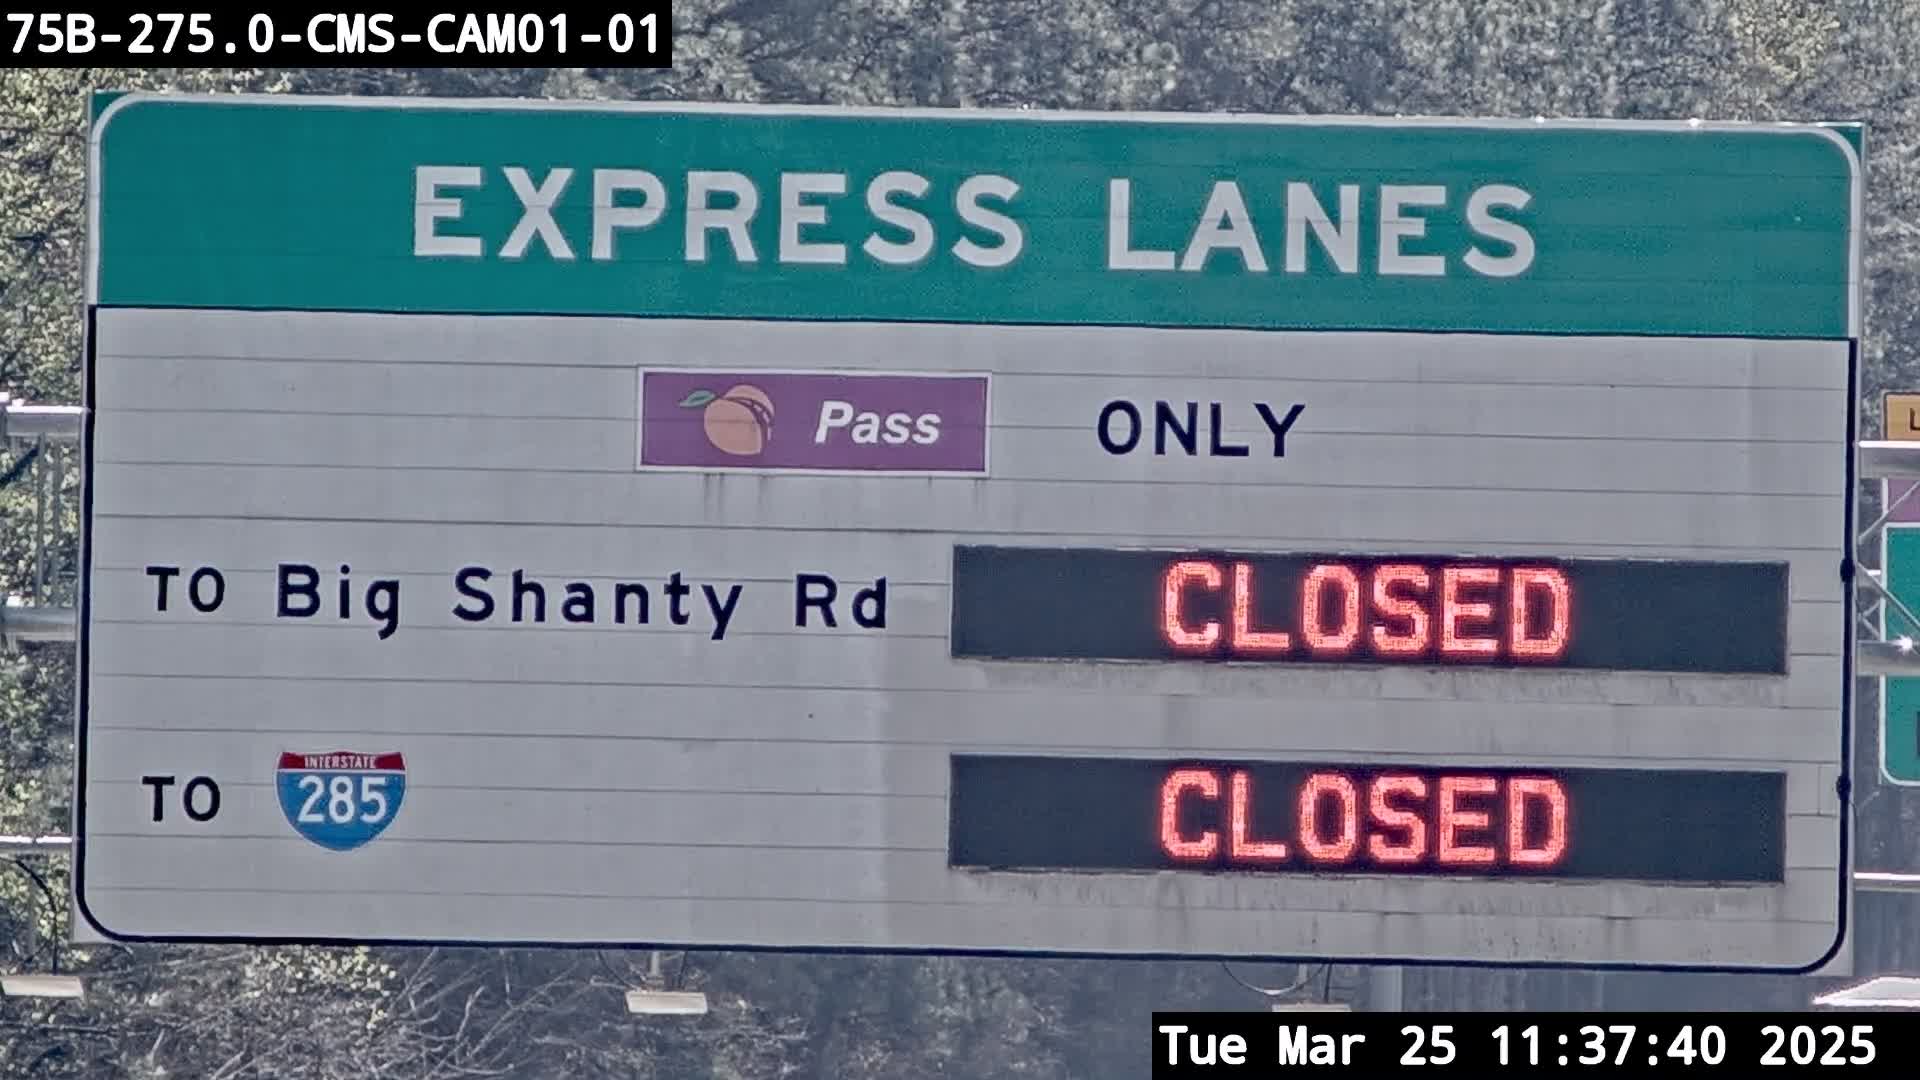 75B-275.0-CMS-CAM01-01
EXPRESS LANES
Pass ONLY
TO Big Shanty Rd CLOSED
TO INTERSTATE 285 CLOSED
Tue Mar 25 11:37:40 2025